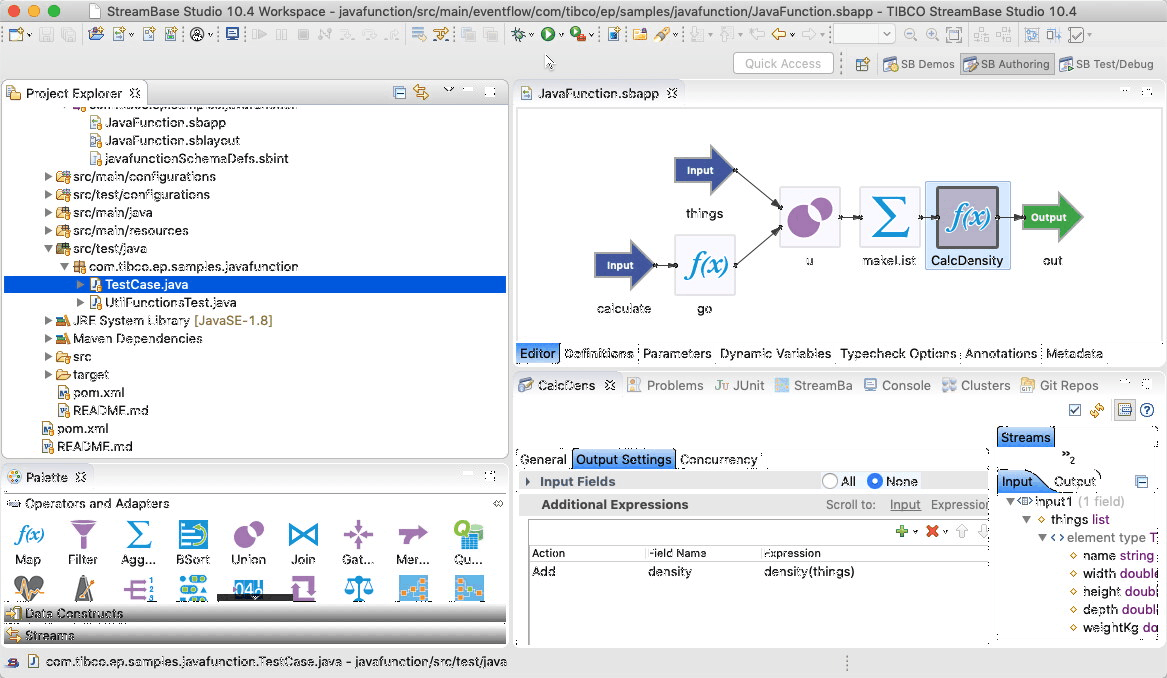 StreamBase Studio 10.4 Workspace - javafunction/src/main/eventflow/com/tibco/ep/samples/javafunction/JavaFunction.sbapp - TIBCO StreamBase Studio 10.4
Quick Access
SB Demos
SB Authoring
SB Test/Debug
Project Explorer
JavaFunction.sbapp
JavaFunction.sblayout
javafunctionSchemaDefs.sbint
src/main/configurations
src/test/configurations
src/main/java
src/main/resources
src/test/java
com.tibco.ep.samples.javafunction
TestCase.java
UtilFunctionsTest.java
JRE System Library [JavaSE-1.8]
Maven Dependencies
src
target
pom.xml
README.md
pom.xml
README.md
Palette
Operators and Adapters
f(x)
Map
Filter
Agg...
BSort
Union
Join
Gat...
Mer...
Qu...
Data Constructs
Streams
JavaFunction.sbapp
Input
things
Input
calculate
f(x)
go
u
makeList
f(x)
CalcDensity
Output
out
Editor
Definitions
Parameters
Dynamic Variables
Typecheck Options
Annotations
Metadata
CalcDens
Problems
JUnit
StreamBa
Console
Clusters
Git Repos
General
Output Settings
Concurrency
Input Fields
All
None
Additional Expressions
Scroll to:
Input
Expression
Action
Field Name
Expression
Add
density
density(things)
Streams
»2
Input
Output
input1 (1 field)
things list
element type T
name string
width double
height doub
depth doubl
weightKg do
com.tibco.ep.samples.javafunction.TestCase.java - javafunction/src/test/java